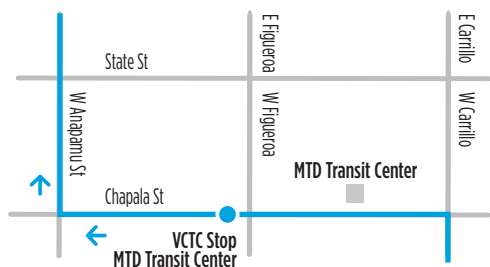 State St
E Figueroa
E Carrillo
W Anapamu St
W Figueroa
W Carrillo
MTD Transit Center
Chapala St
VCTC Stop
MTD Transit Center